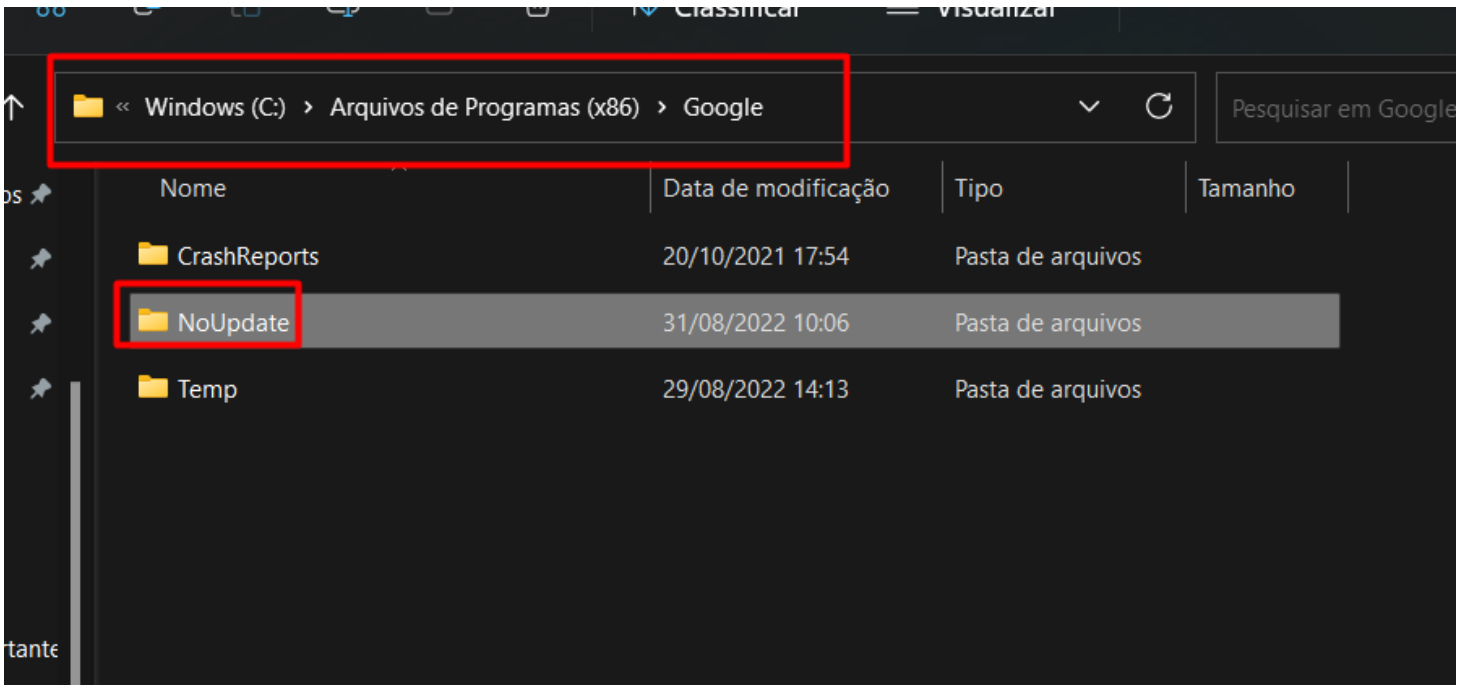 Classificar Visualizar
« Windows (C:) > Arquivos de Programas (x86) > Google
Pesquisar em Google
Nome Data de modificação Tipo Tamanho
CrashReports 20/10/2021 17:54 Pasta de arquivos
NoUpdate 31/08/2022 10:06 Pasta de arquivos
Temp 29/08/2022 14:13 Pasta de arquivos